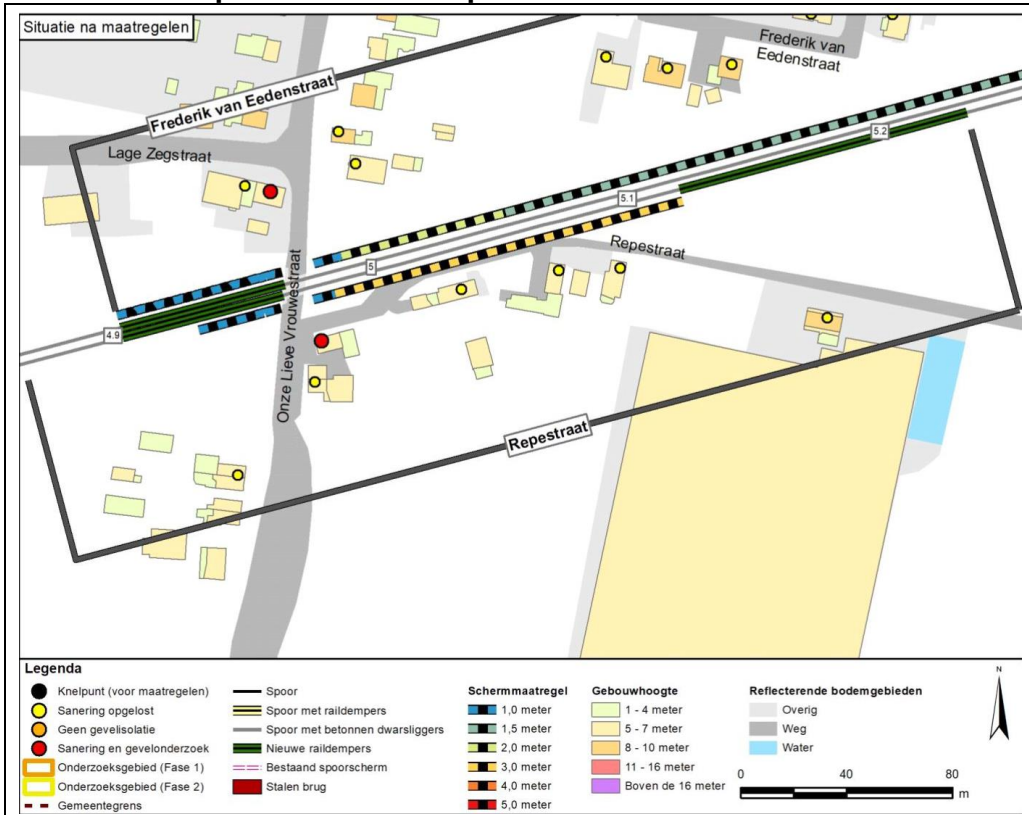 Situatie na maatregelen
Frederik van
Eedenstraat
Frederik van Eedenstraat
Lage Zegstraat
5.2
5.1
Repestraat
5
Onze Lieve Vrouwestraat
4.9
Repestraat
Legenda
Knelpunt (voor maatregelen)
Sanering opgelost
Geen gevelisolatie
Sanering en gevelonderzoek
Onderzoeksgebied (Fase 1)
Onderzoeksgebied (Fase 2)
Gemeentegrens
Spoor
Spoor met raildempers
Spoor met betonnen dwarsliggers
Nieuwe raildempers
Bestaand spoorscherm
Stalen brug
Schermmaatregel
1,0 meter
1,5 meter
2,0 meter
3,0 meter
4,0 meter
5,0 meter
Gebouwhoogte
1 - 4 meter
5 - 7 meter
8 - 10 meter
11 - 16 meter
Boven de 16 meter
Reflecterende bodemgebieden
Overig
Weg
Water
N
0 40 80
m